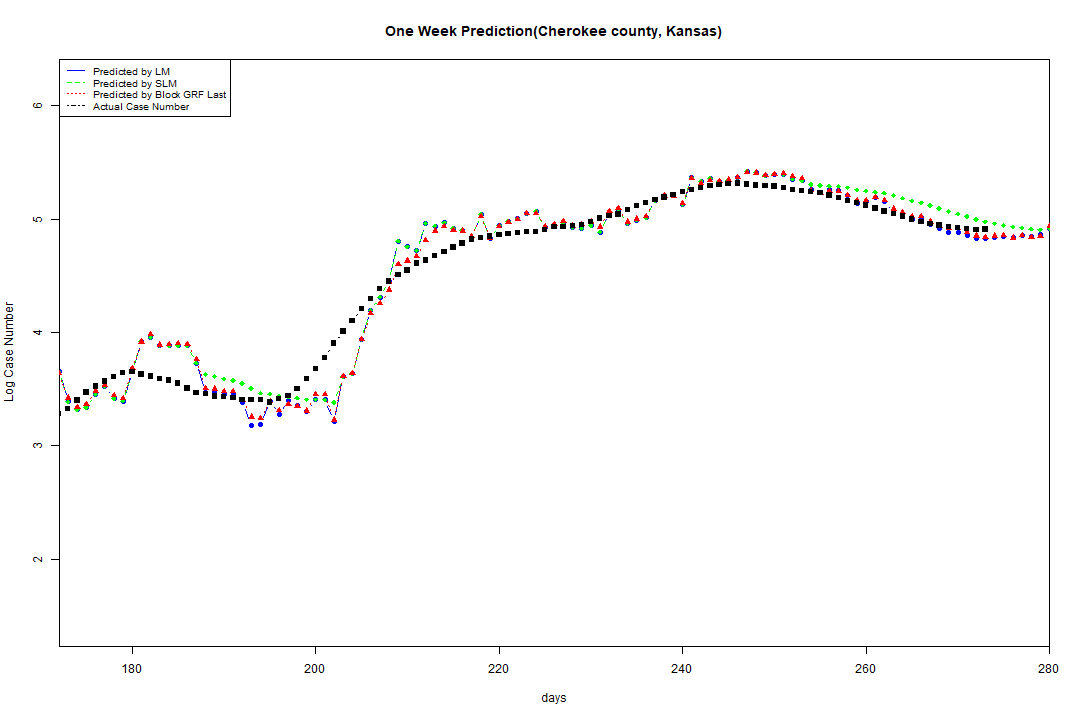 One Week Prediction(Cherokee county, Kansas)
Predicted by LM
Predicted by SLM
Predicted by Block GRF Last
Actual Case Number
6
5
4
3
2
Log Case Number
180 200 220 240 260 280
days